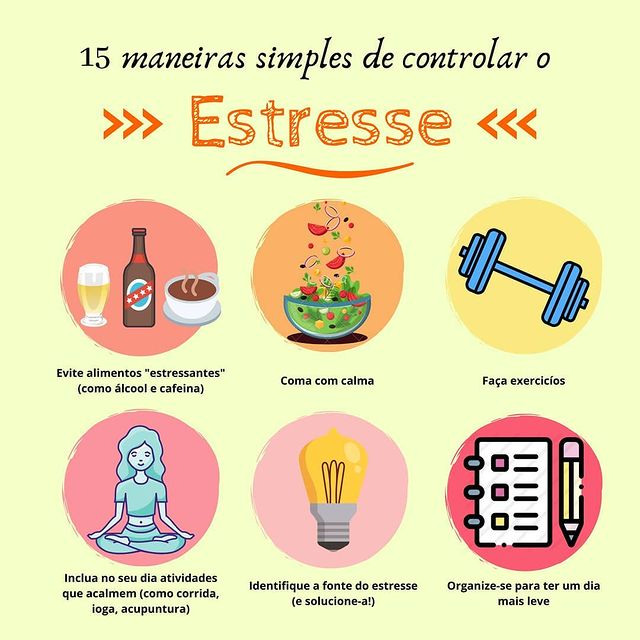 15 maneiras simples de controlar o
Estresse
Evite alimentos "estressantes"
(como álcool e cafeina)
Coma com calma
Faça exercicíos
Inclua no seu dia atividades
que acalmem (como corrida,
ioga, acupuntura)
Identifique a fonte do estresse
(e solucione-a!)
Organize-se para ter um dia
mais leve